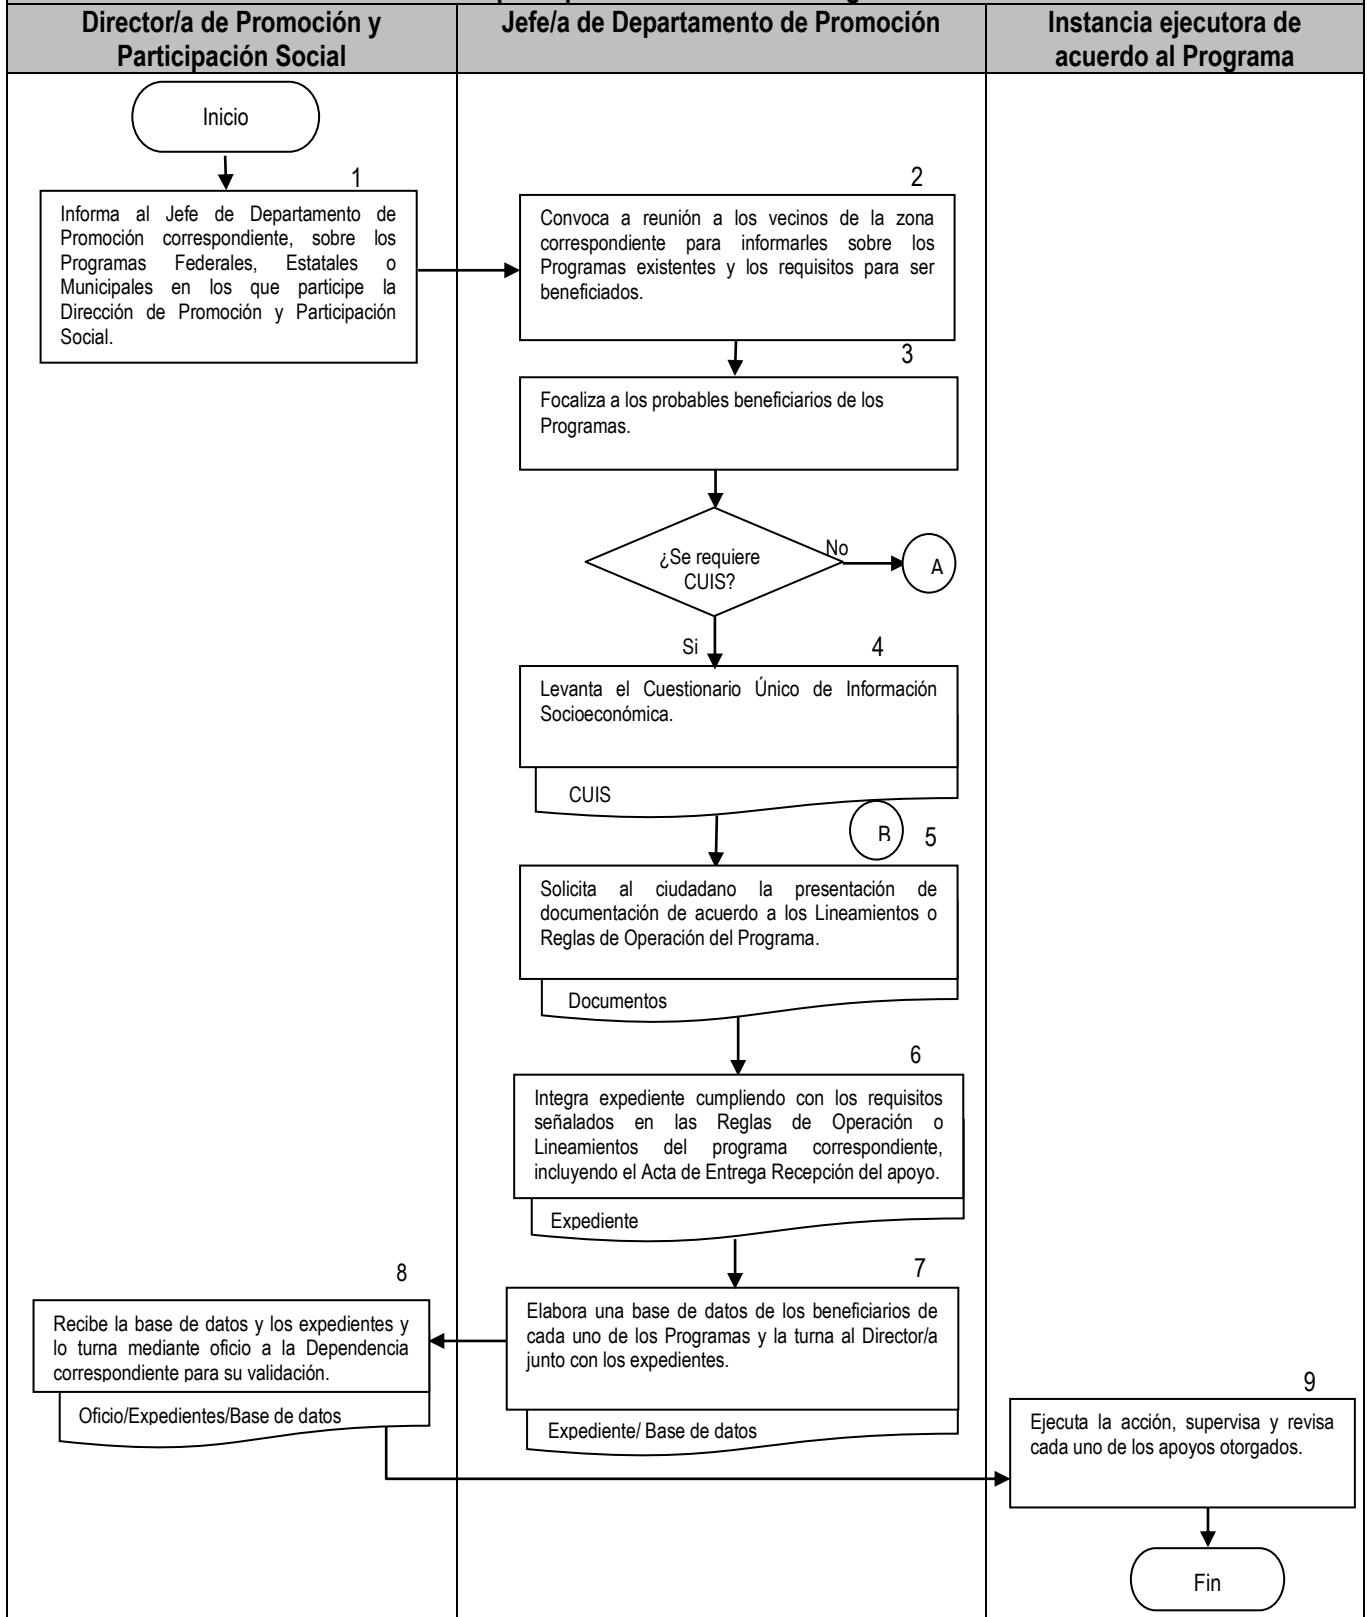 Director/a de Promoción y
Participación Social
Jefe/a de Departamento de Promoción
Instancia ejecutora de
acuerdo al Programa
Inicio
1
Informa al Jefe de Departamento de
Promoción correspondiente, sobre los
Programas Federales, Estatales o
Municipales en los que participe la
Dirección de Promoción y Participación
Social.
2
Convoca a reunión a los vecinos de la zona
correspondiente para informarles sobre los
Programas existentes y los requisitos para ser
beneficiados.
3
Focaliza a los probables beneficiarios de los
Programas.
¿Se requiere
CUIS?
No
A
Si
4
Levanta el Cuestionario Único de Información
Socioeconómica.
CUIS
B
5
Solicita al ciudadano la presentación de
documentación de acuerdo a los Lineamientos o
Reglas de Operación del Programa.
Documentos
6
Integra expediente cumpliendo con los requisitos
señalados en las Reglas de Operación o
Lineamientos del programa correspondiente,
incluyendo el Acta de Entrega Recepción del apoyo.
Expediente
7
Elabora una base de datos de los beneficiarios de
cada uno de los Programas y la turna al Director/a
junto con los expedientes.
Expediente/ Base de datos
8
Recibe la base de datos y los expedientes y
lo turna mediante oficio a la Dependencia
correspondiente para su validación.
Oficio/Expedientes/Base de datos
9
Ejecuta la acción, supervisa y revisa
cada uno de los apoyos otorgados.
Fin